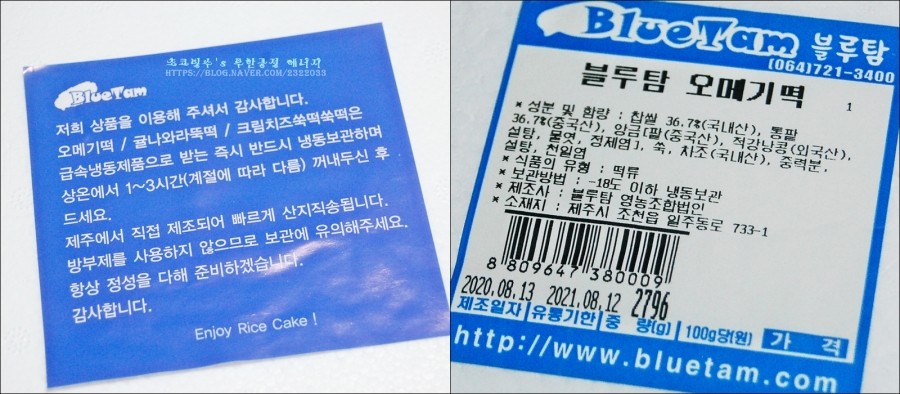 초고필수's 무한공필 에너자
HTTPS://BLOG.NAVER.COM/2322033
BlueTam
저희 상품을 이용해 주셔서 감사합니다.
오메기떡 / 귤나와라뚝떡 / 크림치즈쑥떡쑥떡은
급속냉동제품으로 받는 즉시 반드시 냉동보관하며
상온에서 1~3시간(계절에 따라 다름) 꺼내두신 후
드세요.
제주에서 직접 제조되어 빠르게 산지직송됩니다.
방부제를 사용하지 않으므로 보관에 유의해주세요.
항상 정성을 다해 준비하겠습니다.
감사합니다.
Enjoy Rice Cake !
BlueTam 블루탐
(064)721-3400
블루탐 오메기떡 1
* 성분 및 함량 : 찹쌀 36.7%(국내산), 통팥
36.7%(중국산), 앙금[팥(중국산), 적강낭콩(외국산),
설탕, 물엿, 정제염], 쑥, 차조(국내산), 중력분,
설탕, 천일염
* 식품의 유형 : 떡류
* 보관방법 : -18도 이하 냉동보관
* 제조사 : 블루탐 영농조합법인
* 소재지 : 제주시 조천읍 일주동로 733-1
8 809647 380009
2020.08.13 2021.08.12 2796
제조일자 유통기한 중 량(g) 100g당(원) 가 격
http://www.bluetam.com